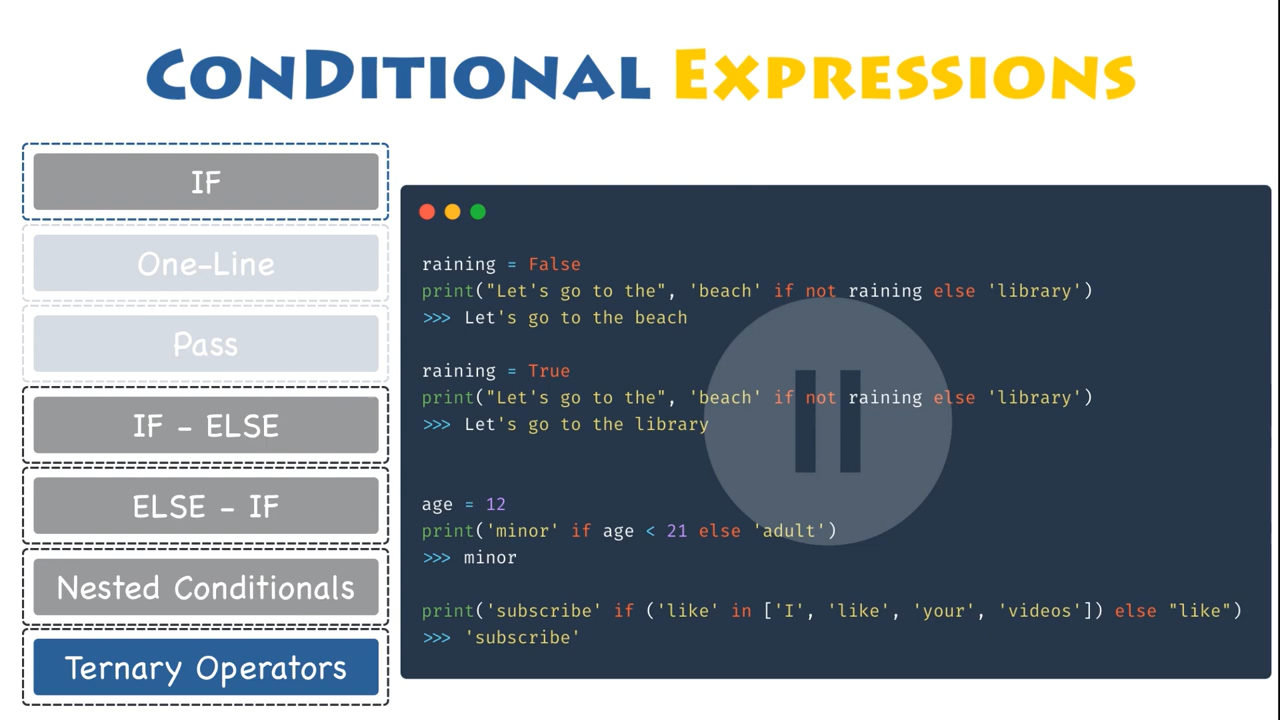 ConDitional Expressions
IF
One-Line
Pass
IF - ELSE
ELSE - IF
Nested Conditionals
Ternary Operators
raining = False
print("Let's go to the", 'beach' if not raining else 'library')
>>> Let's go to the beach
raining = True
print("Let's go to the", 'beach' if not raining else 'library')
>>> Let's go to the library
age = 12
print('minor' if age < 21 else 'adult')
>>> minor
print('subscribe' if ('like' in ['I', 'like', 'your', 'videos']) else "like")
>>> 'subscribe'